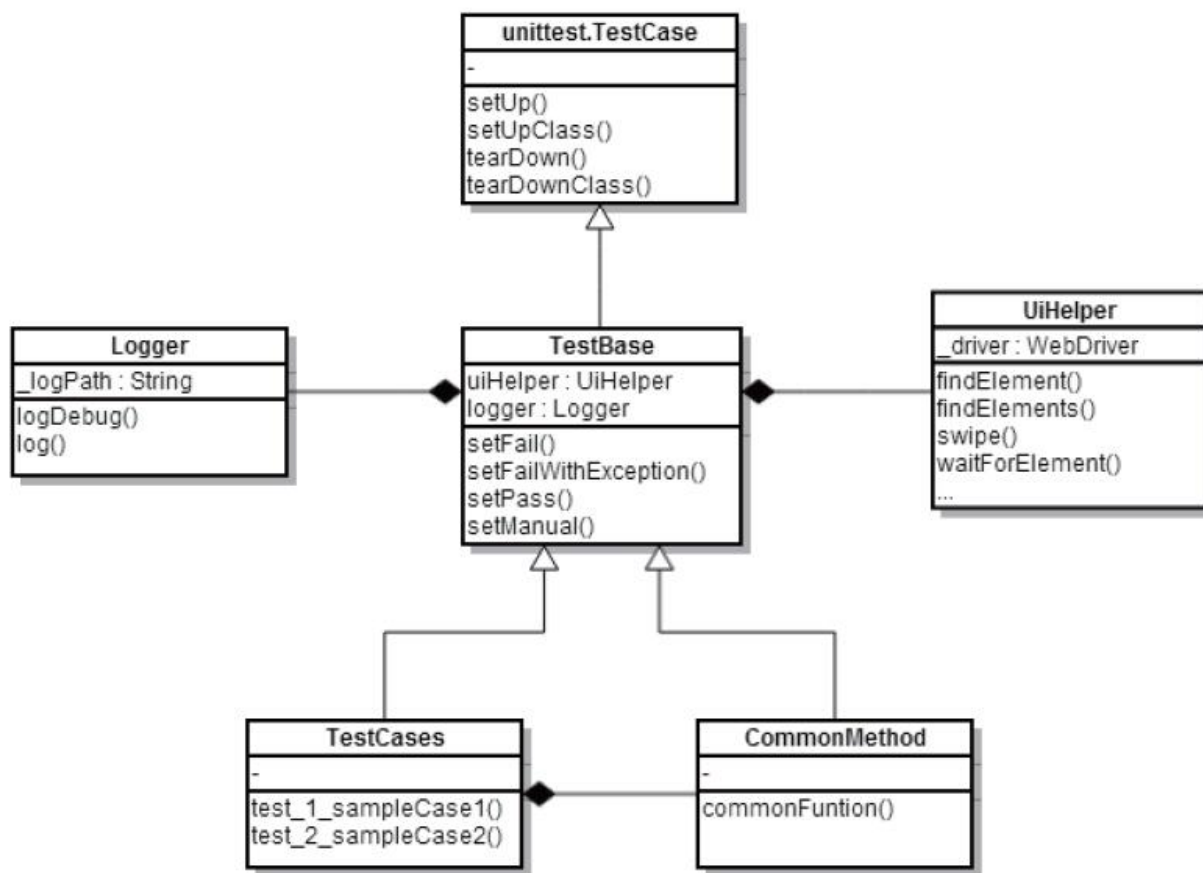 unittest.TestCase
-
setUp()
setUpClass()
tearDown()
tearDownClass()
Logger
_logPath : String
logDebug()
log()
TestBase
uiHelper : UiHelper
logger : Logger
setFail()
setFailWithException()
setPass()
setManual()
UiHelper
_driver : WebDriver
findElement()
findElements()
swipe()
waitForElement()
...
TestCases
-
test_1_sampleCase1()
test_2_sampleCase2()
CommonMethod
-
commonFuntion()